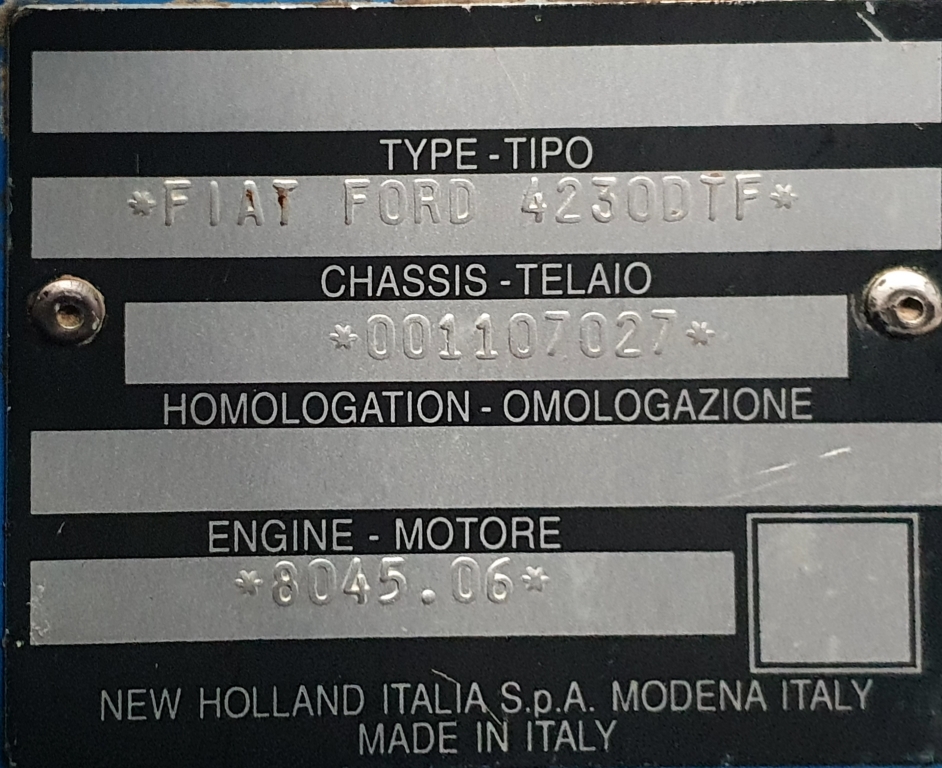 TYPE - TIPO
*FIAT FORD 4230DTF*
CHASSIS - TELAIO
*001107027*
HOMOLOGATION - OMOLOGAZIONE
ENGINE - MOTORE
*8045.06*
NEW HOLLAND ITALIA S.p.A. MODENA ITALY
MADE IN ITALY